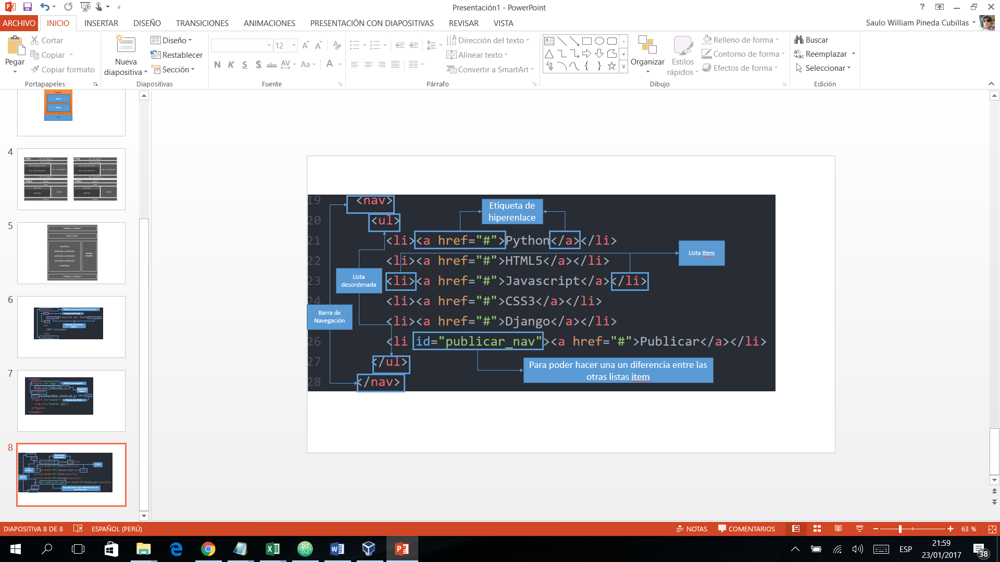 Presentación1 - PowerPoint
?
ARCHIVO INICIO INSERTAR DISEÑO TRANSICIONES ANIMACIONES PRESENTACIÓN CON DIAPOSITIVAS REVISAR VISTA
Saulo William Pineda Cubillas
Pegar
Cortar
Copiar
Copiar formato
Portapapeles
Nueva
diapositiva
Diseño
Restablecer
Sección
Diapositivas
12
N K S S abc AV Aa A
Fuente
Dirección del texto
Alinear texto
Convertir a SmartArt
Párrafo
Organizar
Estilos
rápidos
Relleno de forma
Contorno de forma
Efectos de forma
Dibujo
Buscar
Reemplazar
Seleccionar
Edición
4
5
6
7
8
19 <nav>
20 <ul>
21 <li><a href="#">Python</a></li>
22 <li><a href="#">HTML5</a></li>
23 <li><a href="#">Javascript</a></li>
24 <li><a href="#">CSS3</a></li>
<li><a href="#">Django</a></li>
26 <li id="publicar_nav"><a href="#">Publicar</a></li>
27 </ul>
28 </nav>
Etiqueta de
hiperenlace
Lista Item
Lista
desordenada
Barra de
Navegación
Para poder hacer una un diferencia entre las
otras listas item
DIAPOSITIVA 8 DE 8 ESPAÑOL (PERÚ)
NOTAS COMENTARIOS 63 %
ESP
21:59
23/01/2017
38